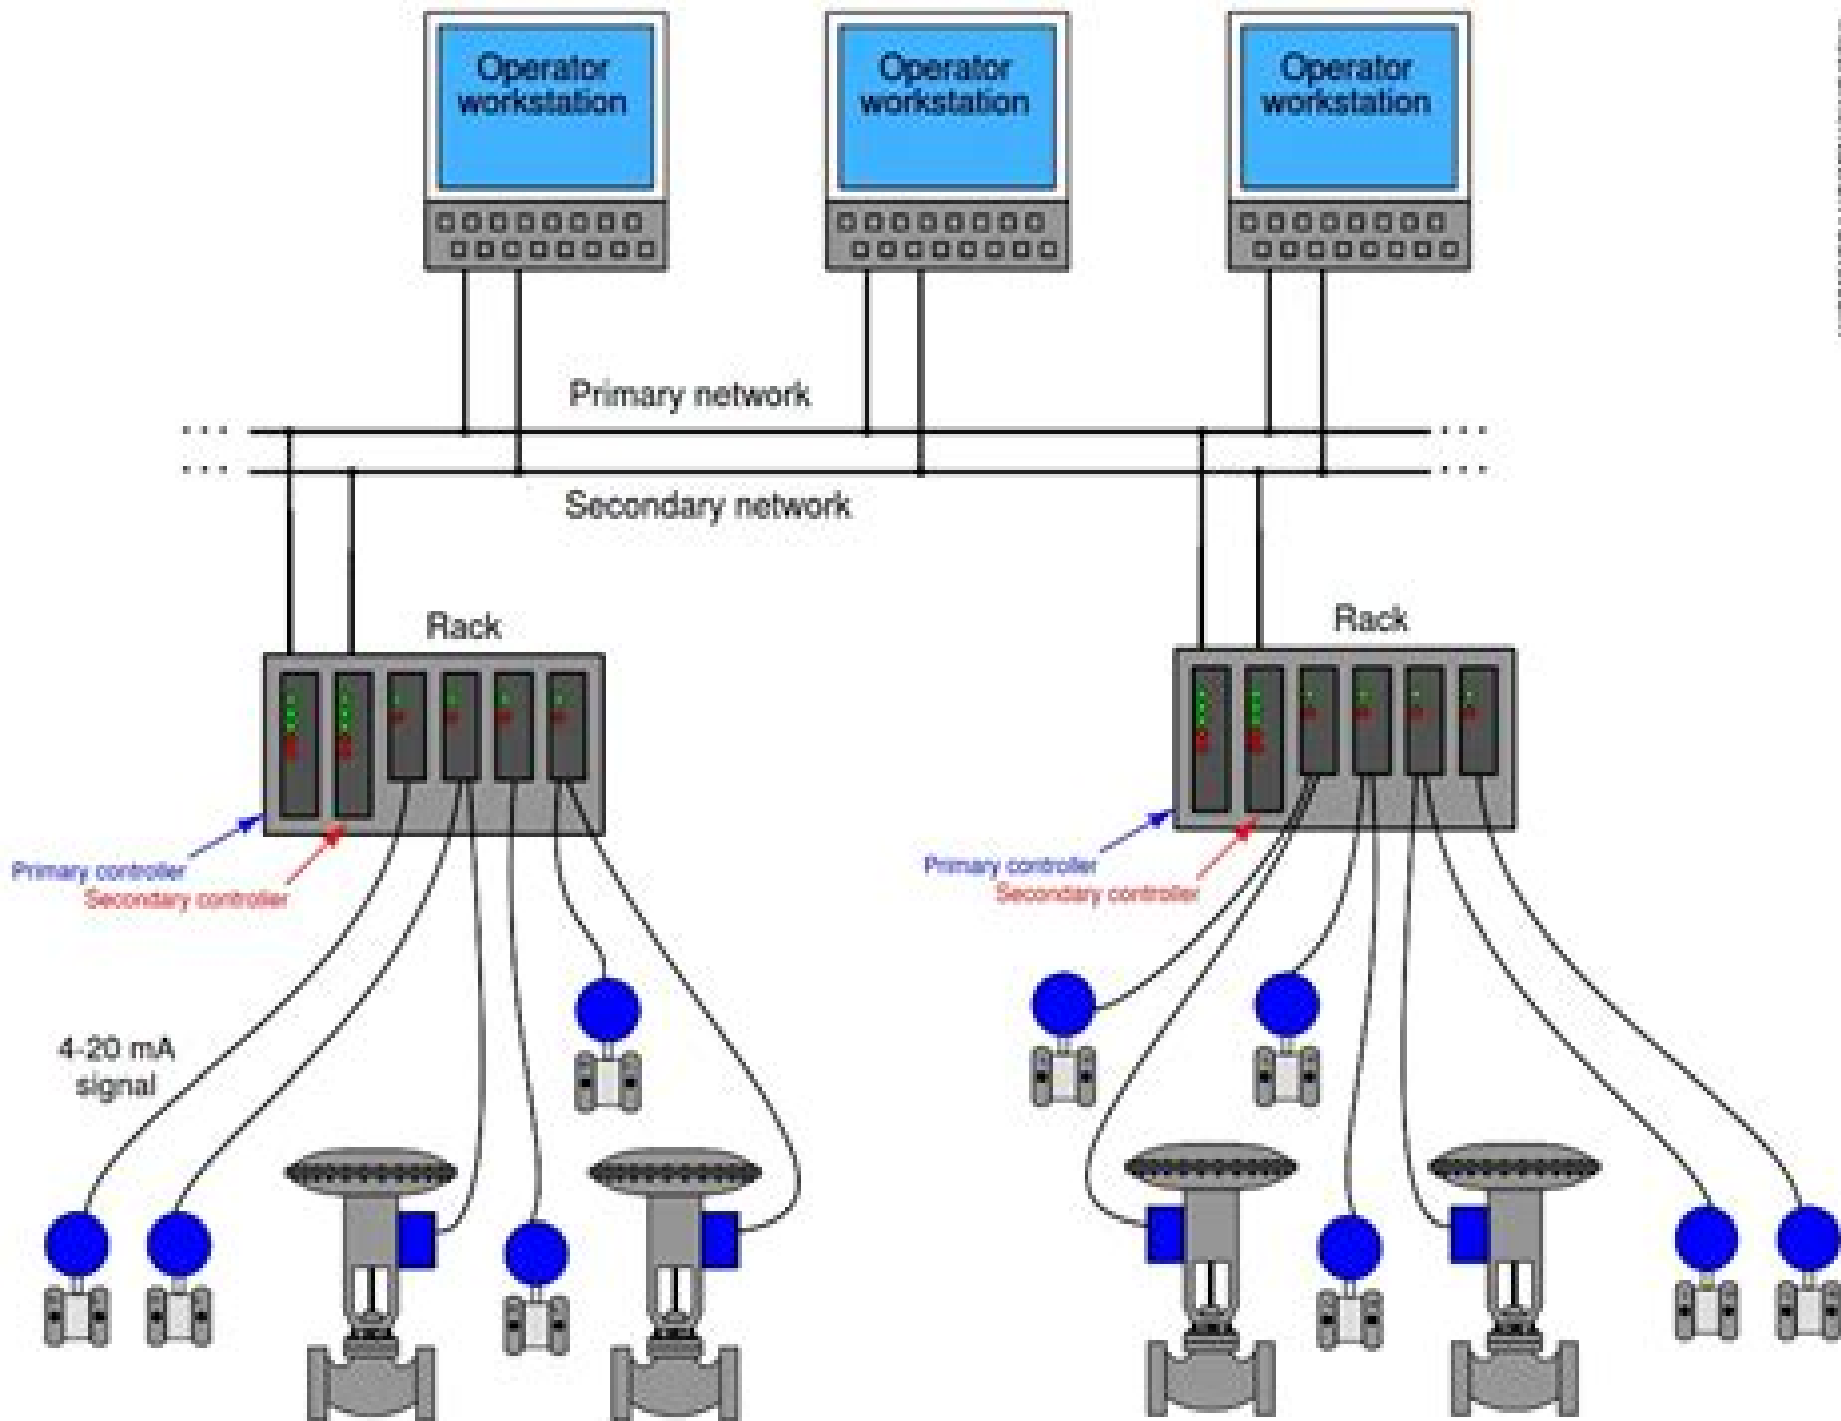 Operator
workstation
Operator
workstation
Operator
workstation
Primary network
Secondary network
Rack
Rack
Primary controller
Secondary controller
Primary controller
Secondary controller
4-20 mA
signal